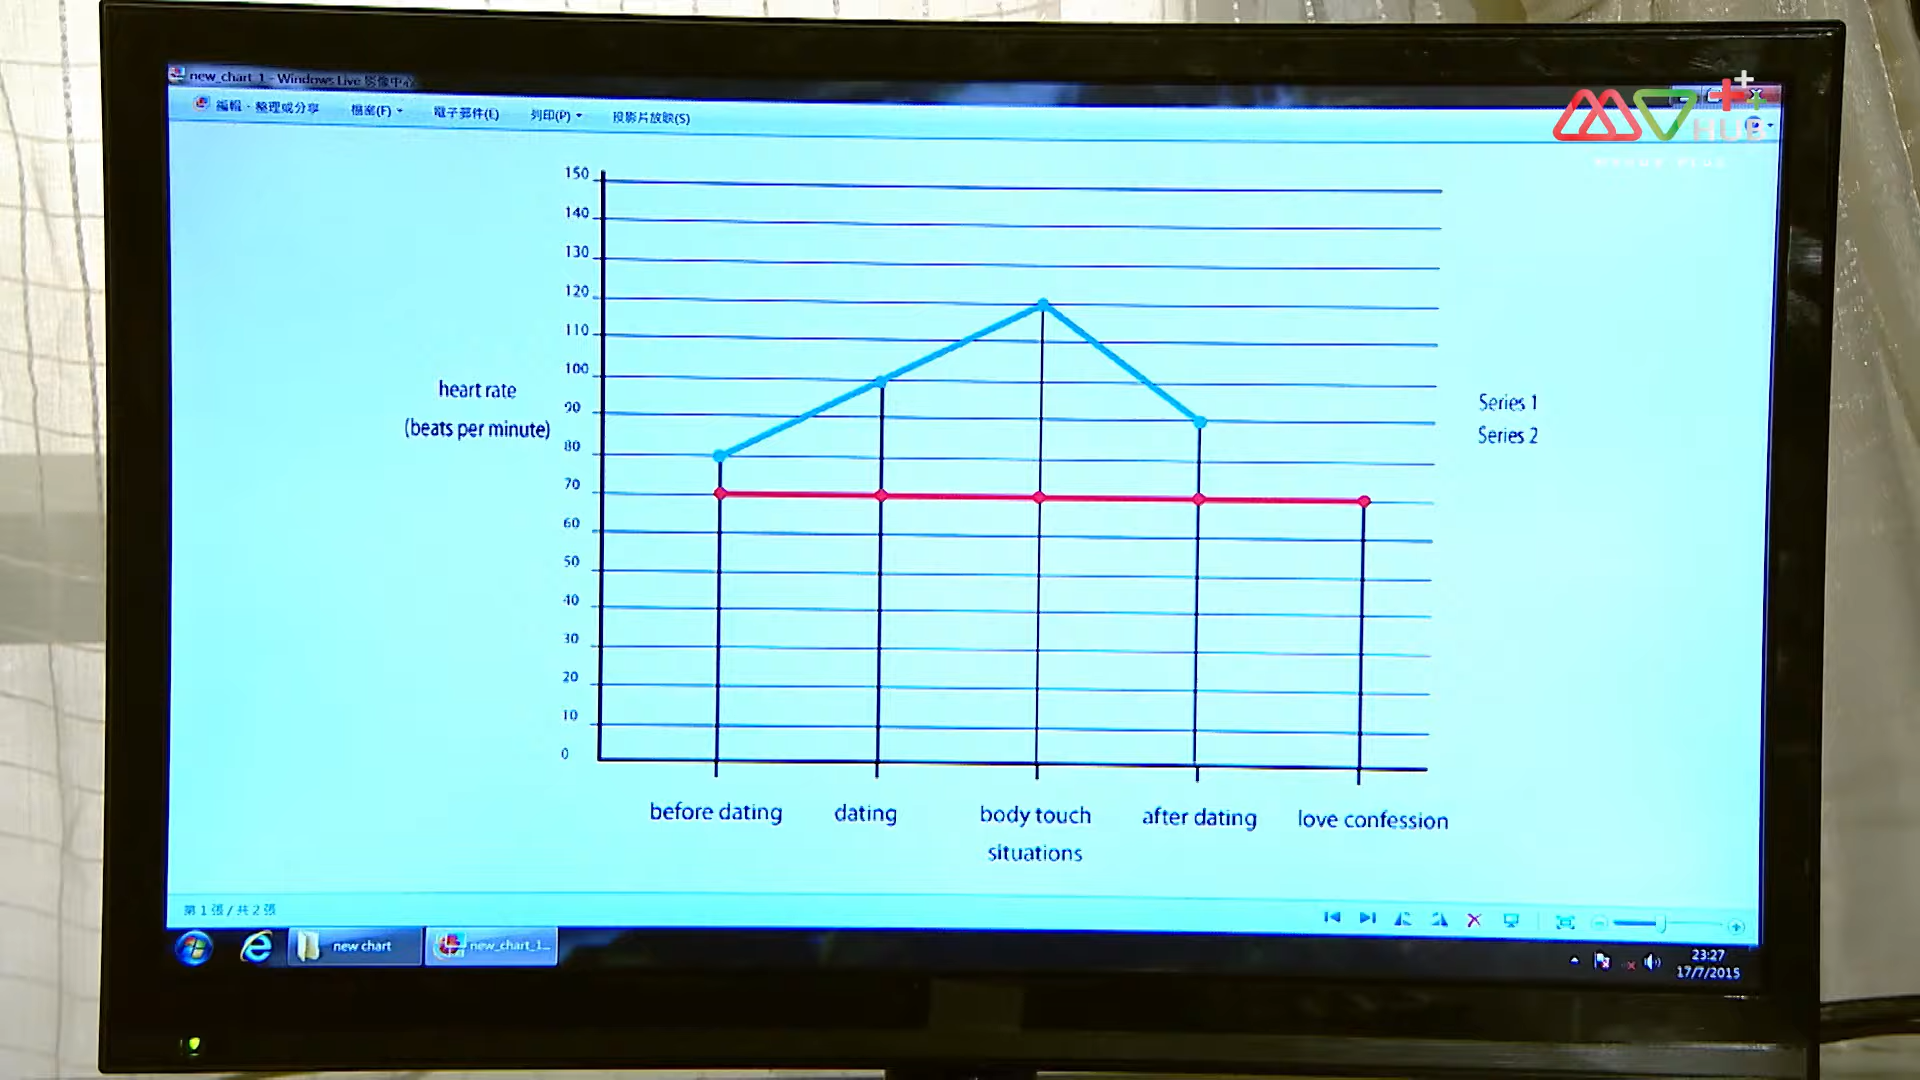 new_chart_1 - Windows Live 影像中心
編�、整理或分享 檔案(F) 電子郵件(E) 列印(P) 投影片放映(S)
HUB
150
140
130
120
110
100
90
80
70
60
50
40
30
20
10
0
heart rate
(beats per minute)
Series 1
Series 2
before dating dating body touch after dating love confession
situations
第 1 張 / 共 2 張
new chart new_chart_1...
23:27
17/7/2015